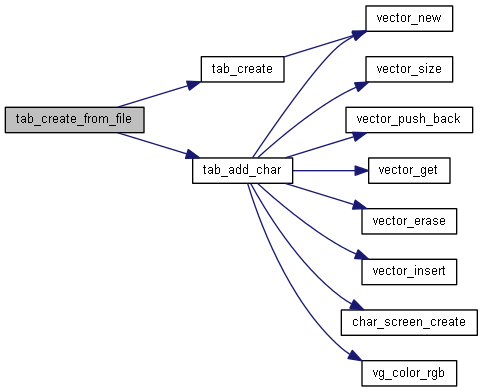 vector_new
tab_create
vector_size
tab_create_from_file
vector_push_back
tab_add_char
vector_get
vector_erase
vector_insert
char_screen_create
vg_color_rgb